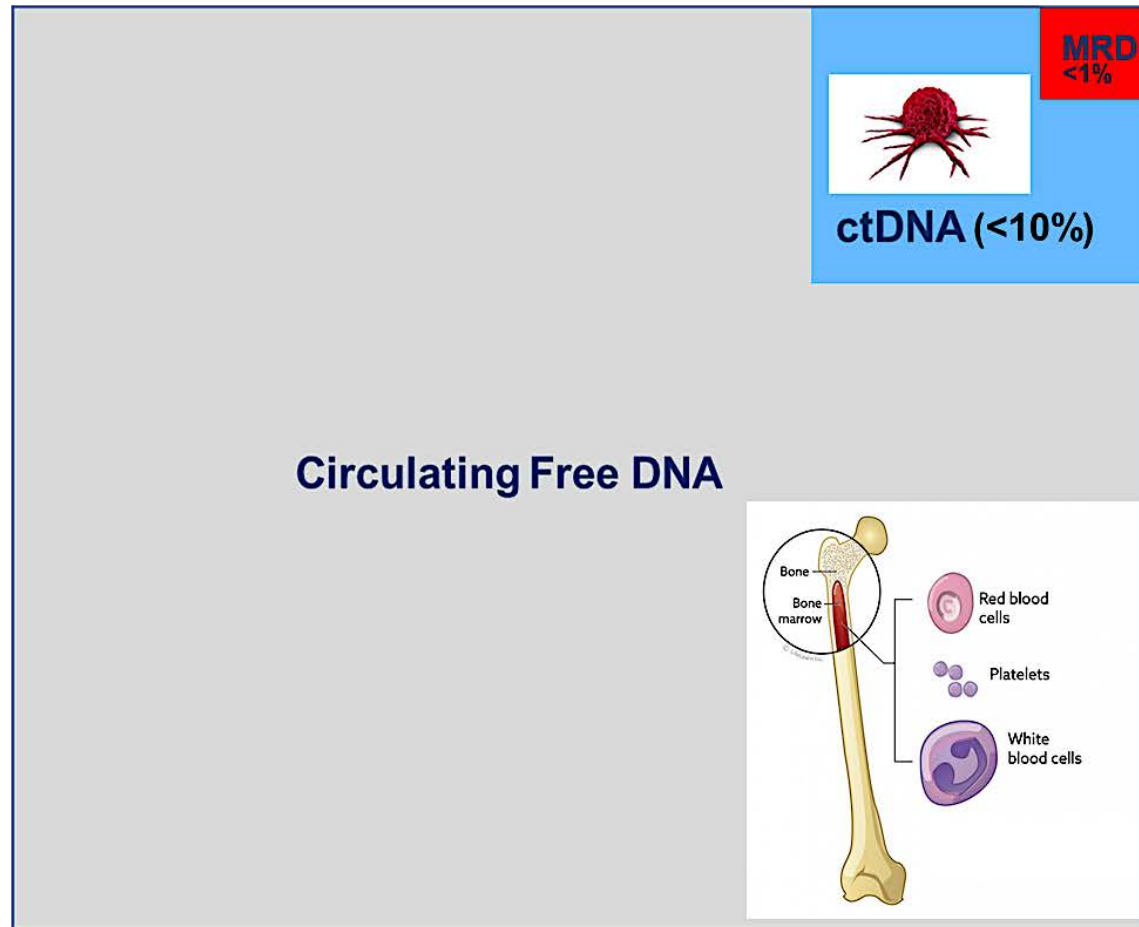 MRD
<1%
ctDNA (<10%)
Circulating Free DNA
Bone
Bone
marrow
Red blood
cells
Platelets
White
blood cells